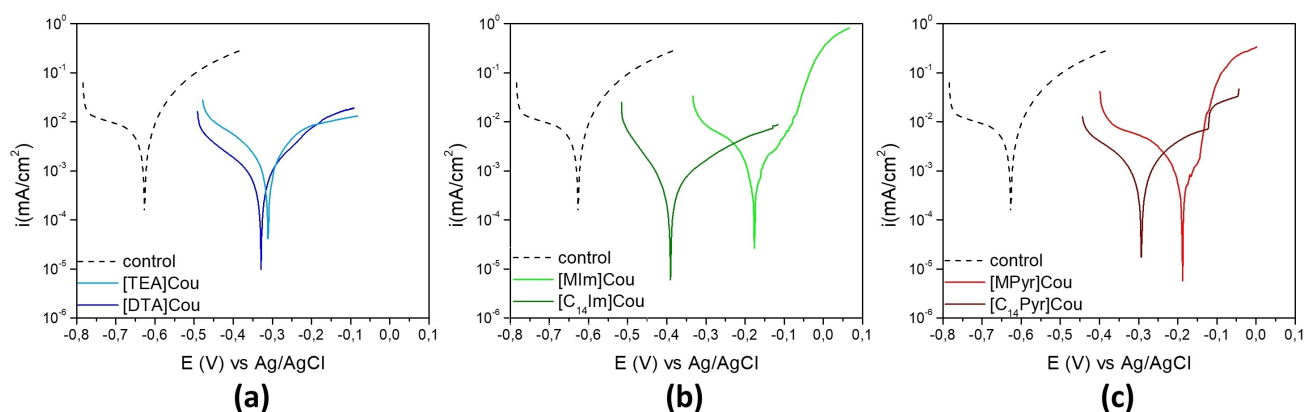 10⁰
10⁻¹
10⁻²
10⁻³
10⁻⁴
10⁻⁵
10⁻⁶
i(mA/cm²)
control
[TEA]Cou
[DTA]Cou
-0,8 -0,7 -0,6 -0,5 -0,4 -0,3 -0,2 -0,1 -0,0 0,1
E (V) vs Ag/AgCl
(a)
10⁰
10⁻¹
10⁻²
10⁻³
10⁻⁴
10⁻⁵
10⁻⁶
i(mA/cm²)
control
[MIm]Cou
[C₁₄Im]Cou
-0,8 -0,7 -0,6 -0,5 -0,4 -0,3 -0,2 -0,1 0,0 0,1
E (V) vs Ag/AgCl
(b)
10⁰
10⁻¹
10⁻²
10⁻³
10⁻⁴
10⁻⁵
10⁻⁶
i(mA/cm²)
control
[MPyr]Cou
[C₁₄Pyr]Cou
-0,8 -0,7 -0,6 -0,5 -0,4 -0,3 -0,2 -0,1 0,0 0,1
E (V) vs Ag/AgCl
(c)